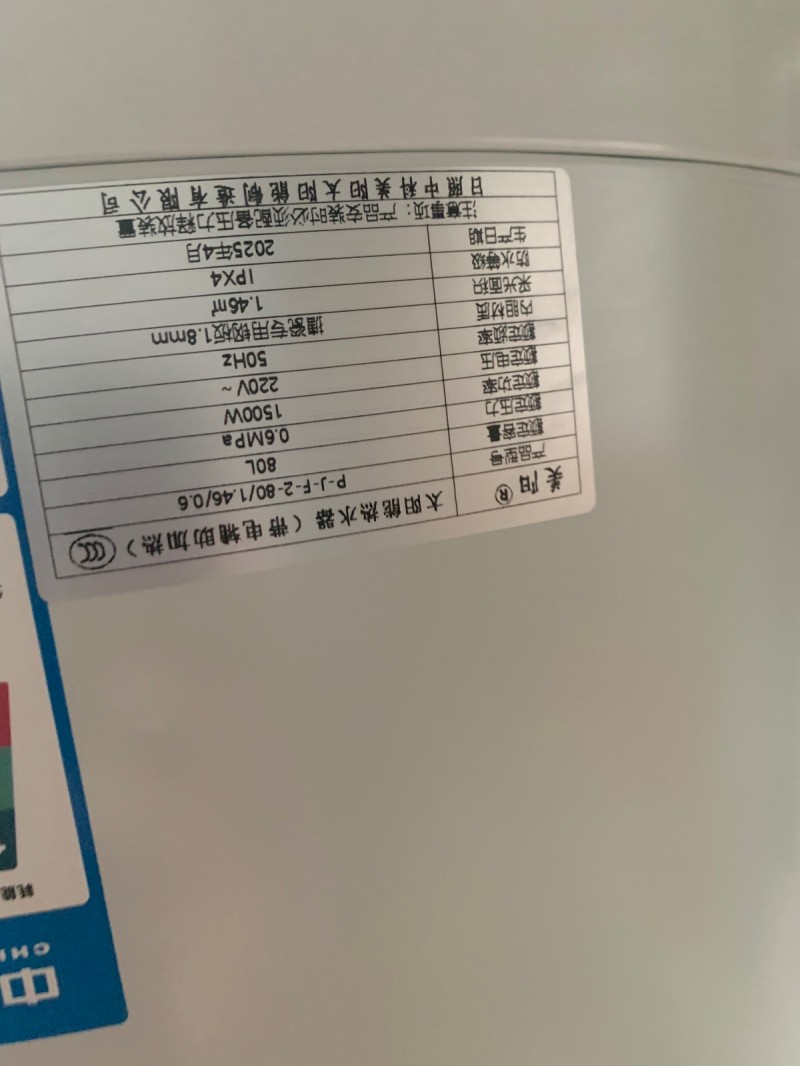 美阳® 太阳能热水器（带电辅助加热）
产品型号 P-J-F-2-80/1.46/0.6
额定容量 80L
额定压力 0.6MPa
额定功率 1500W
额定电压 220V ~
额定频率 50Hz
内胆材质 搪瓷专用钢板1.8mm
采光面积 1.46㎡
防水等级 IPX4
生产日期 2025年4月
注意事项：产品安装时必须配备压力释放装置
日照中科美阳太阳能制造有限公司
中
CHI
耗能